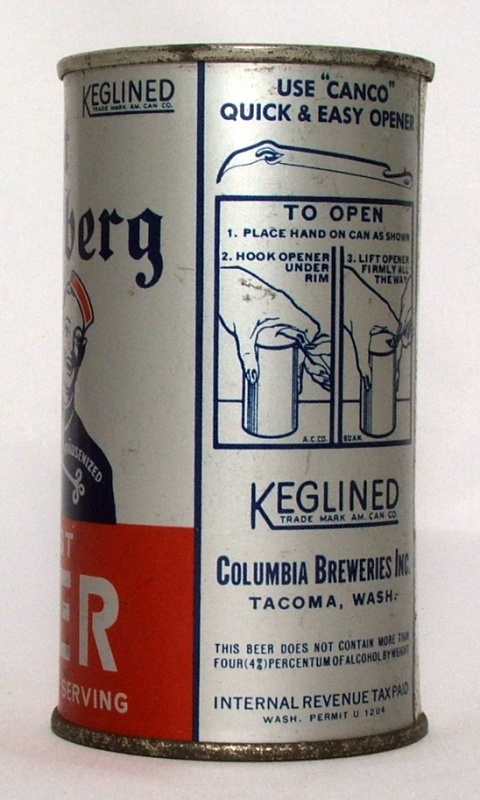 KEGLINED
TRADE MARK AM. CAN CO.
berg
AUSENIZED
ST
ER
SERVING
USE "CANCO"
QUICK & EASY OPENER
TO OPEN
1. PLACE HAND ON CAN AS SHOWN
2. HOOK OPENER
UNDER
RIM
3. LIFT OPENER
FIRMLY ALL
THE WAY
A.C.CO.
60AK
KEGLINED
TRADE MARK AM. CAN CO.
COLUMBIA BREWERIES INC.
TACOMA, WASH.
THIS BEER DOES NOT CONTAIN MORE THAN
FOUR (4%) PERCENTUM OF ALCOHOL BY WEIGHT
INTERNAL REVENUE TAX PAID
WASH. PERMIT U 1204